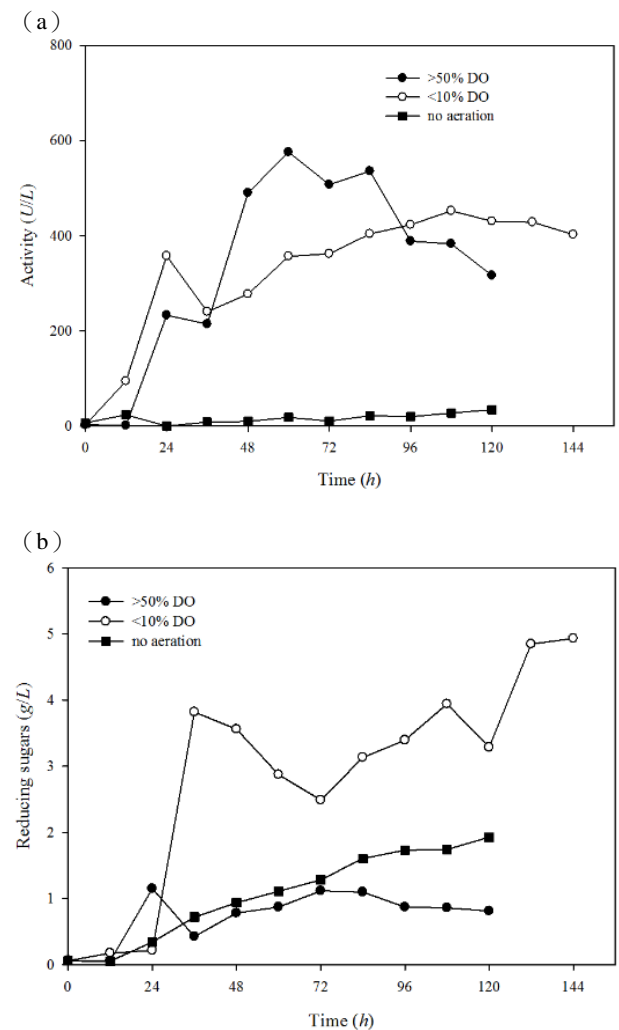 （a）
800
600
400
200
0
Activity (U/L)
>50% DO
<10% DO
no aeration
0 24 48 72 96 120 144
Time (h)
（b）
6
5
4
3
2
1
0
Reducing sugars (g/L)
>50% DO
<10% DO
no aeration
0 24 48 72 96 120 144
Time (h)